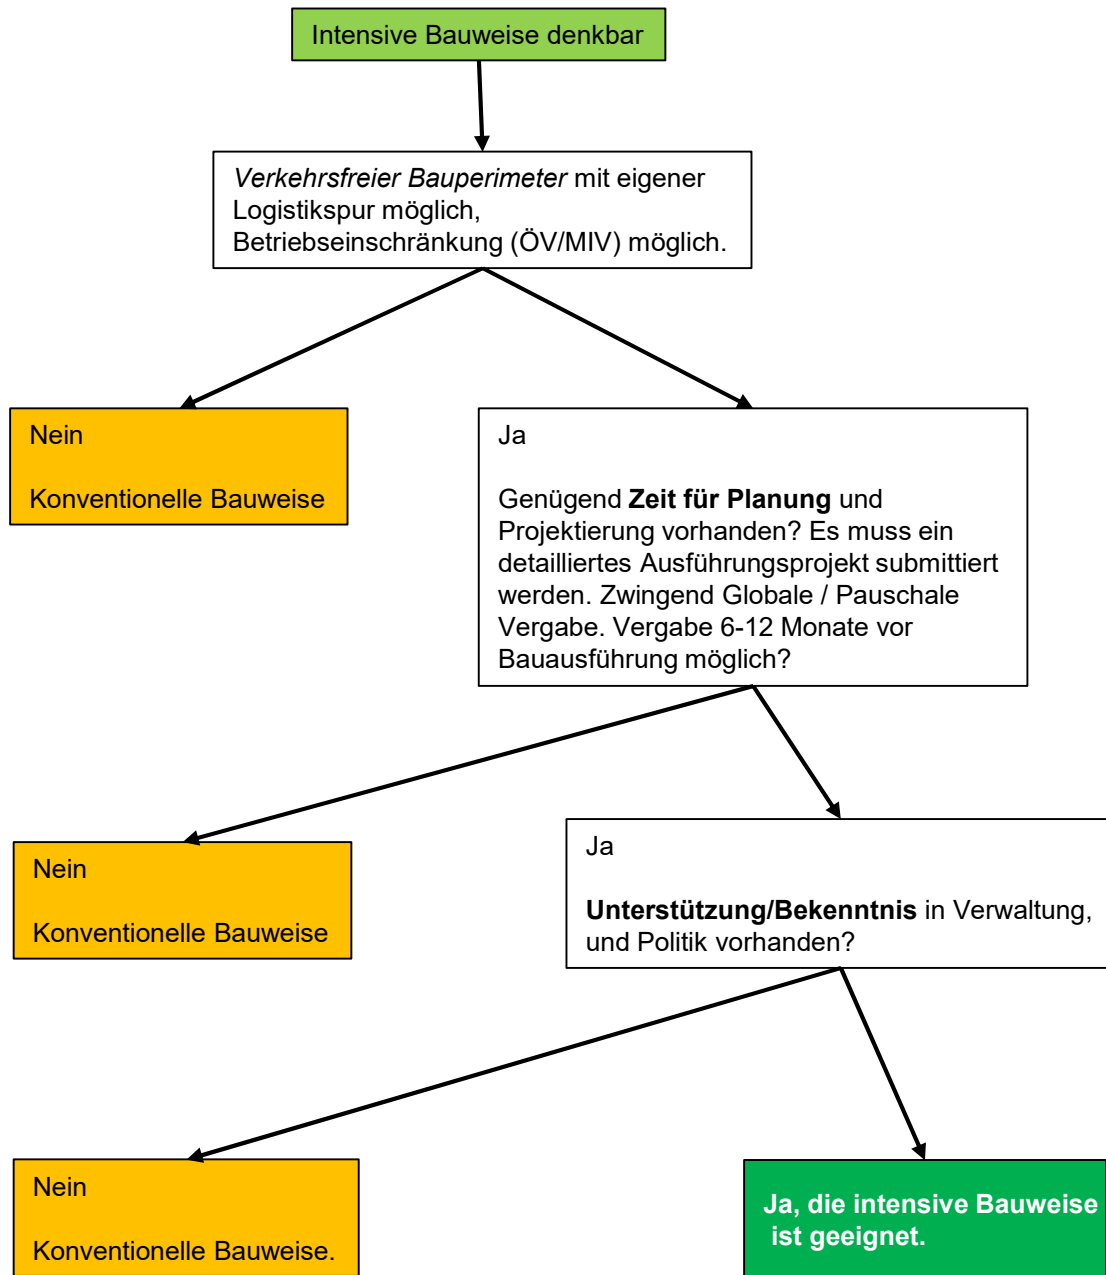 Intensive Bauweise denkbar
Verkehrsfreier Bauperimeter mit eigener
Logistikspur möglich,
Betriebseinschränkung (ÖV/MIV) möglich.
Nein
Konventionelle Bauweise
Ja
Genügend Zeit für Planung und
Projektierung vorhanden? Es muss ein
detailliertes Ausführungsprojekt submittiert
werden. Zwingend Globale / Pauschale
Vergabe. Vergabe 6-12 Monate vor
Bauausführung möglich?
Nein
Konventionelle Bauweise
Ja
Unterstützung/Bekenntnis in Verwaltung,
und Politik vorhanden?
Nein
Konventionelle Bauweise.
Ja, die intensive Bauweise
ist geeignet.